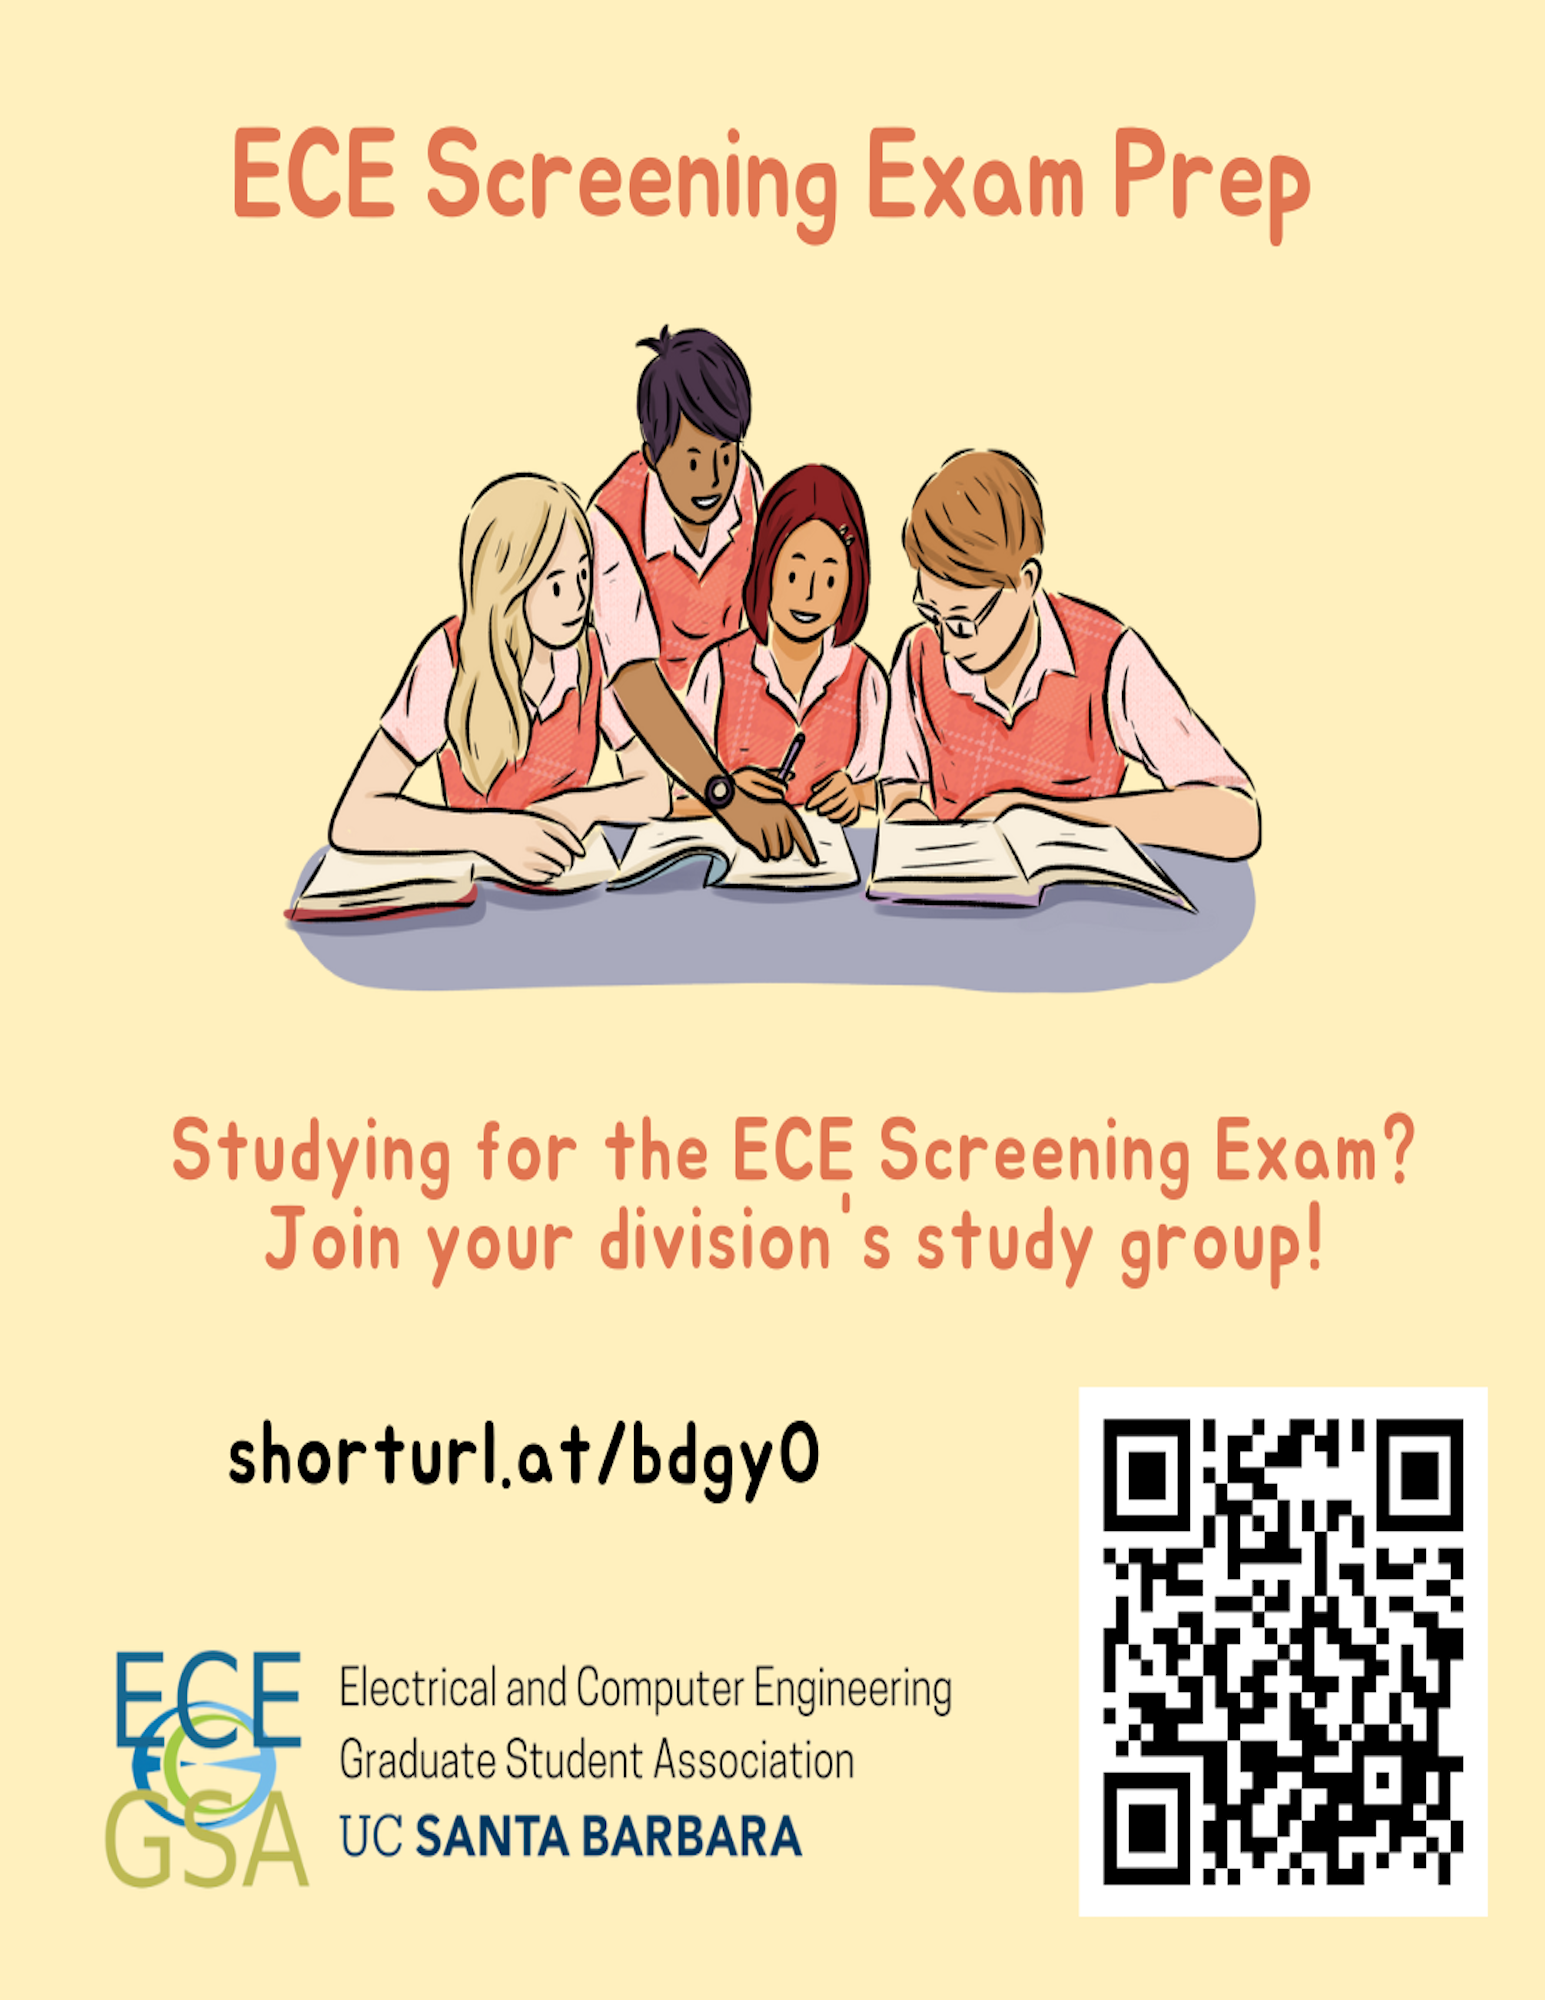 ECE Screening Exam Prep
Studying for the ECE Screening Exam?
Join your division's study group!
shorturl.at/bdgy0
ECE
GSA
Electrical and Computer Engineering
Graduate Student Association
UC SANTA BARBARA